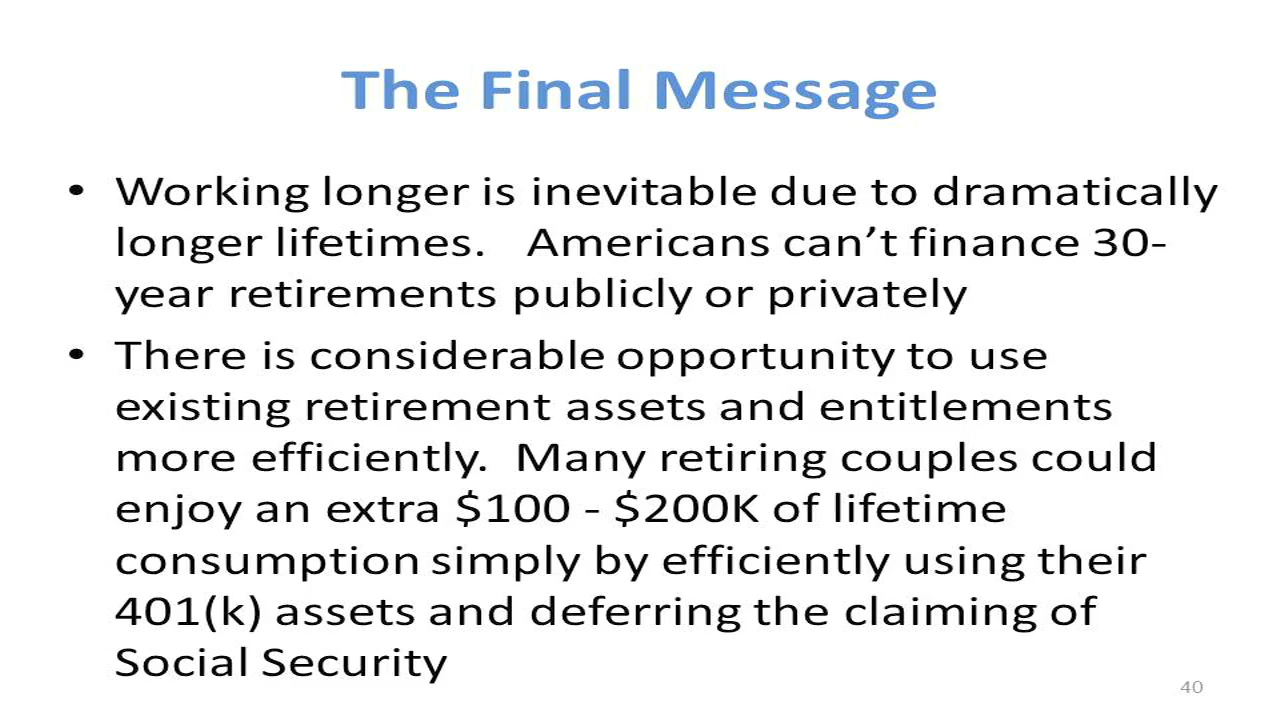 The Final Message
• Working longer is inevitable due to dramatically
longer lifetimes.   Americans can’t finance 30-
year retirements publicly or privately
• There is considerable opportunity to use
existing retirement assets and entitlements
more efficiently.  Many retiring couples could
enjoy an extra $100 - $200K of lifetime
consumption simply by efficiently using their
401(k) assets and deferring the claiming of
Social Security
40